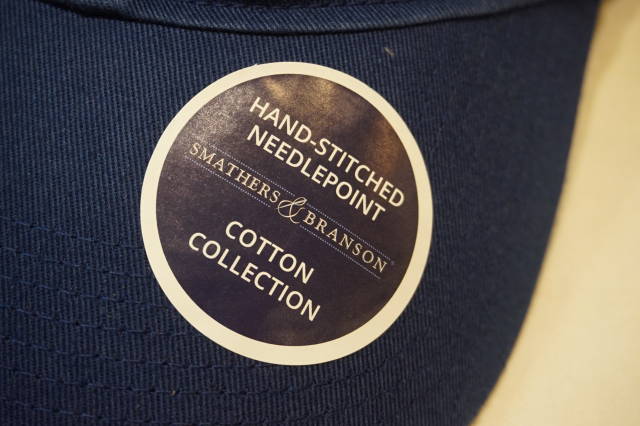 HAND-STITCHED
NEEDLEPOINT
SMATHERS & BRANSON
COTTON
COLLECTION